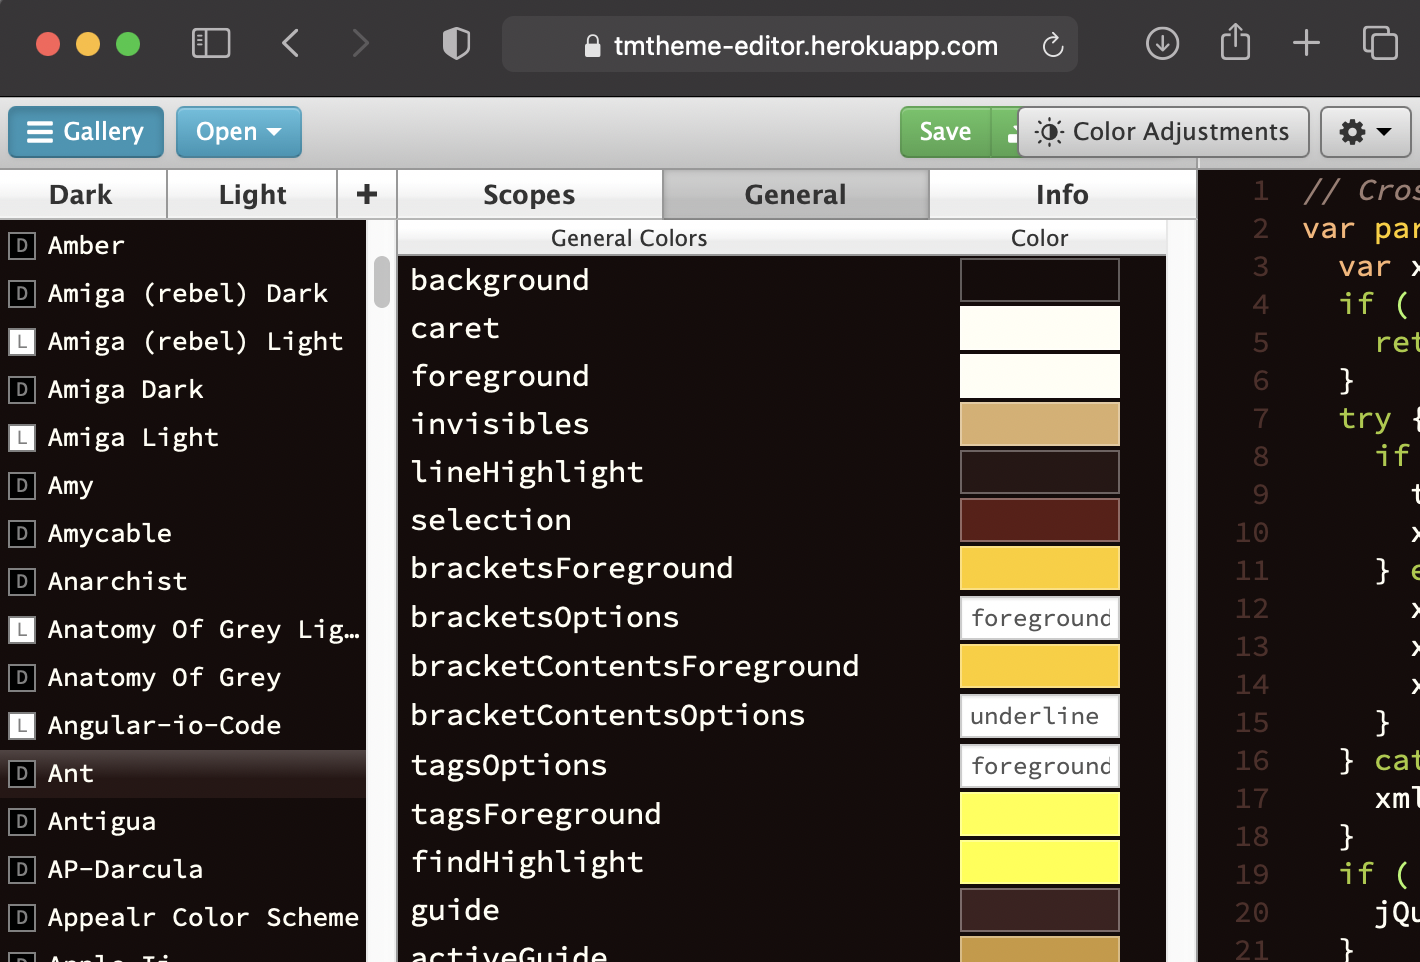 tmtheme-editor.herokuapp.com
Gallery
Open
Save
Color Adjustments
Dark
Light
+
Scopes
General
Info
General Colors
Color
D Amber
D Amiga (rebel) Dark
L Amiga (rebel) Light
D Amiga Dark
L Amiga Light
D Amy
D Amycable
D Anarchist
L Anatomy Of Grey Lig…
D Anatomy Of Grey
L Angular-io-Code
D Ant
D Antigua
D AP-Darcula
D Appealr Color Scheme
background
caret
foreground
invisibles
lineHighlight
selection
bracketsForeground
bracketsOptions foreground
bracketContentsForeground
bracketContentsOptions underline
tagsOptions foreground
tagsForeground
findHighlight
guide
activeGuide
1 // Cros
2 var par
3 var x
4 if (
5 ret
6 }
7 try {
8 if
9 t
10 x
11 } e
12 x
13 x
14 x
15 }
16 } cat
17 xml
18 }
19 if (
20 jQu
21 }